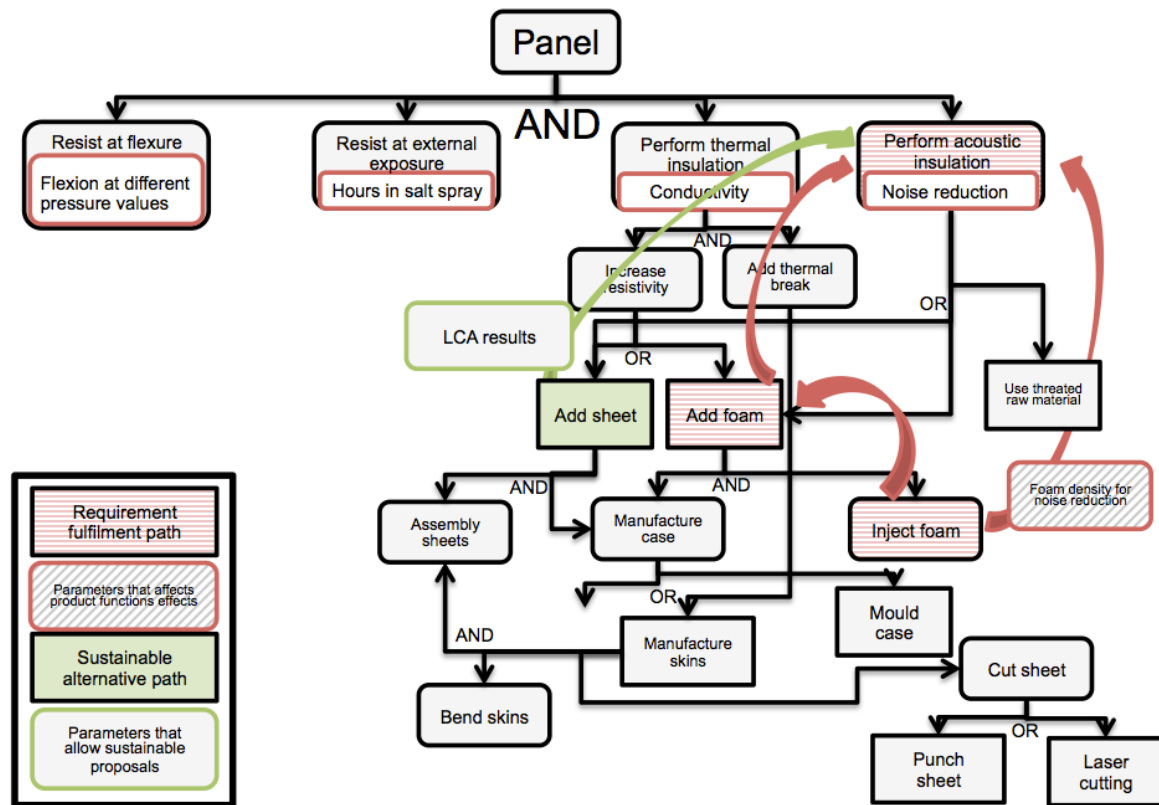 Panel
AND
Resist at flexure
Flexion at different
pressure values
Resist at external
exposure
Hours in salt spray
Perform thermal
insulation
Conductivity
Perform acoustic
insulation
Noise reduction
AND
Increase
resistivity
Add thermal
break
OR
LCA results
OR
Add sheet
Add foam
Use threated
raw material
AND
AND
Foam density for
noise reduction
Assembly
sheets
Manufacture
case
Inject foam
OR
Mould
case
AND
Manufacture
skins
Cut sheet
Bend skins
OR
Punch
sheet
Laser
cutting
Requirement
fulfilment path
Parameters that affects
product functions effects
Sustainable
alternative path
Parameters that
allow sustainable
proposals